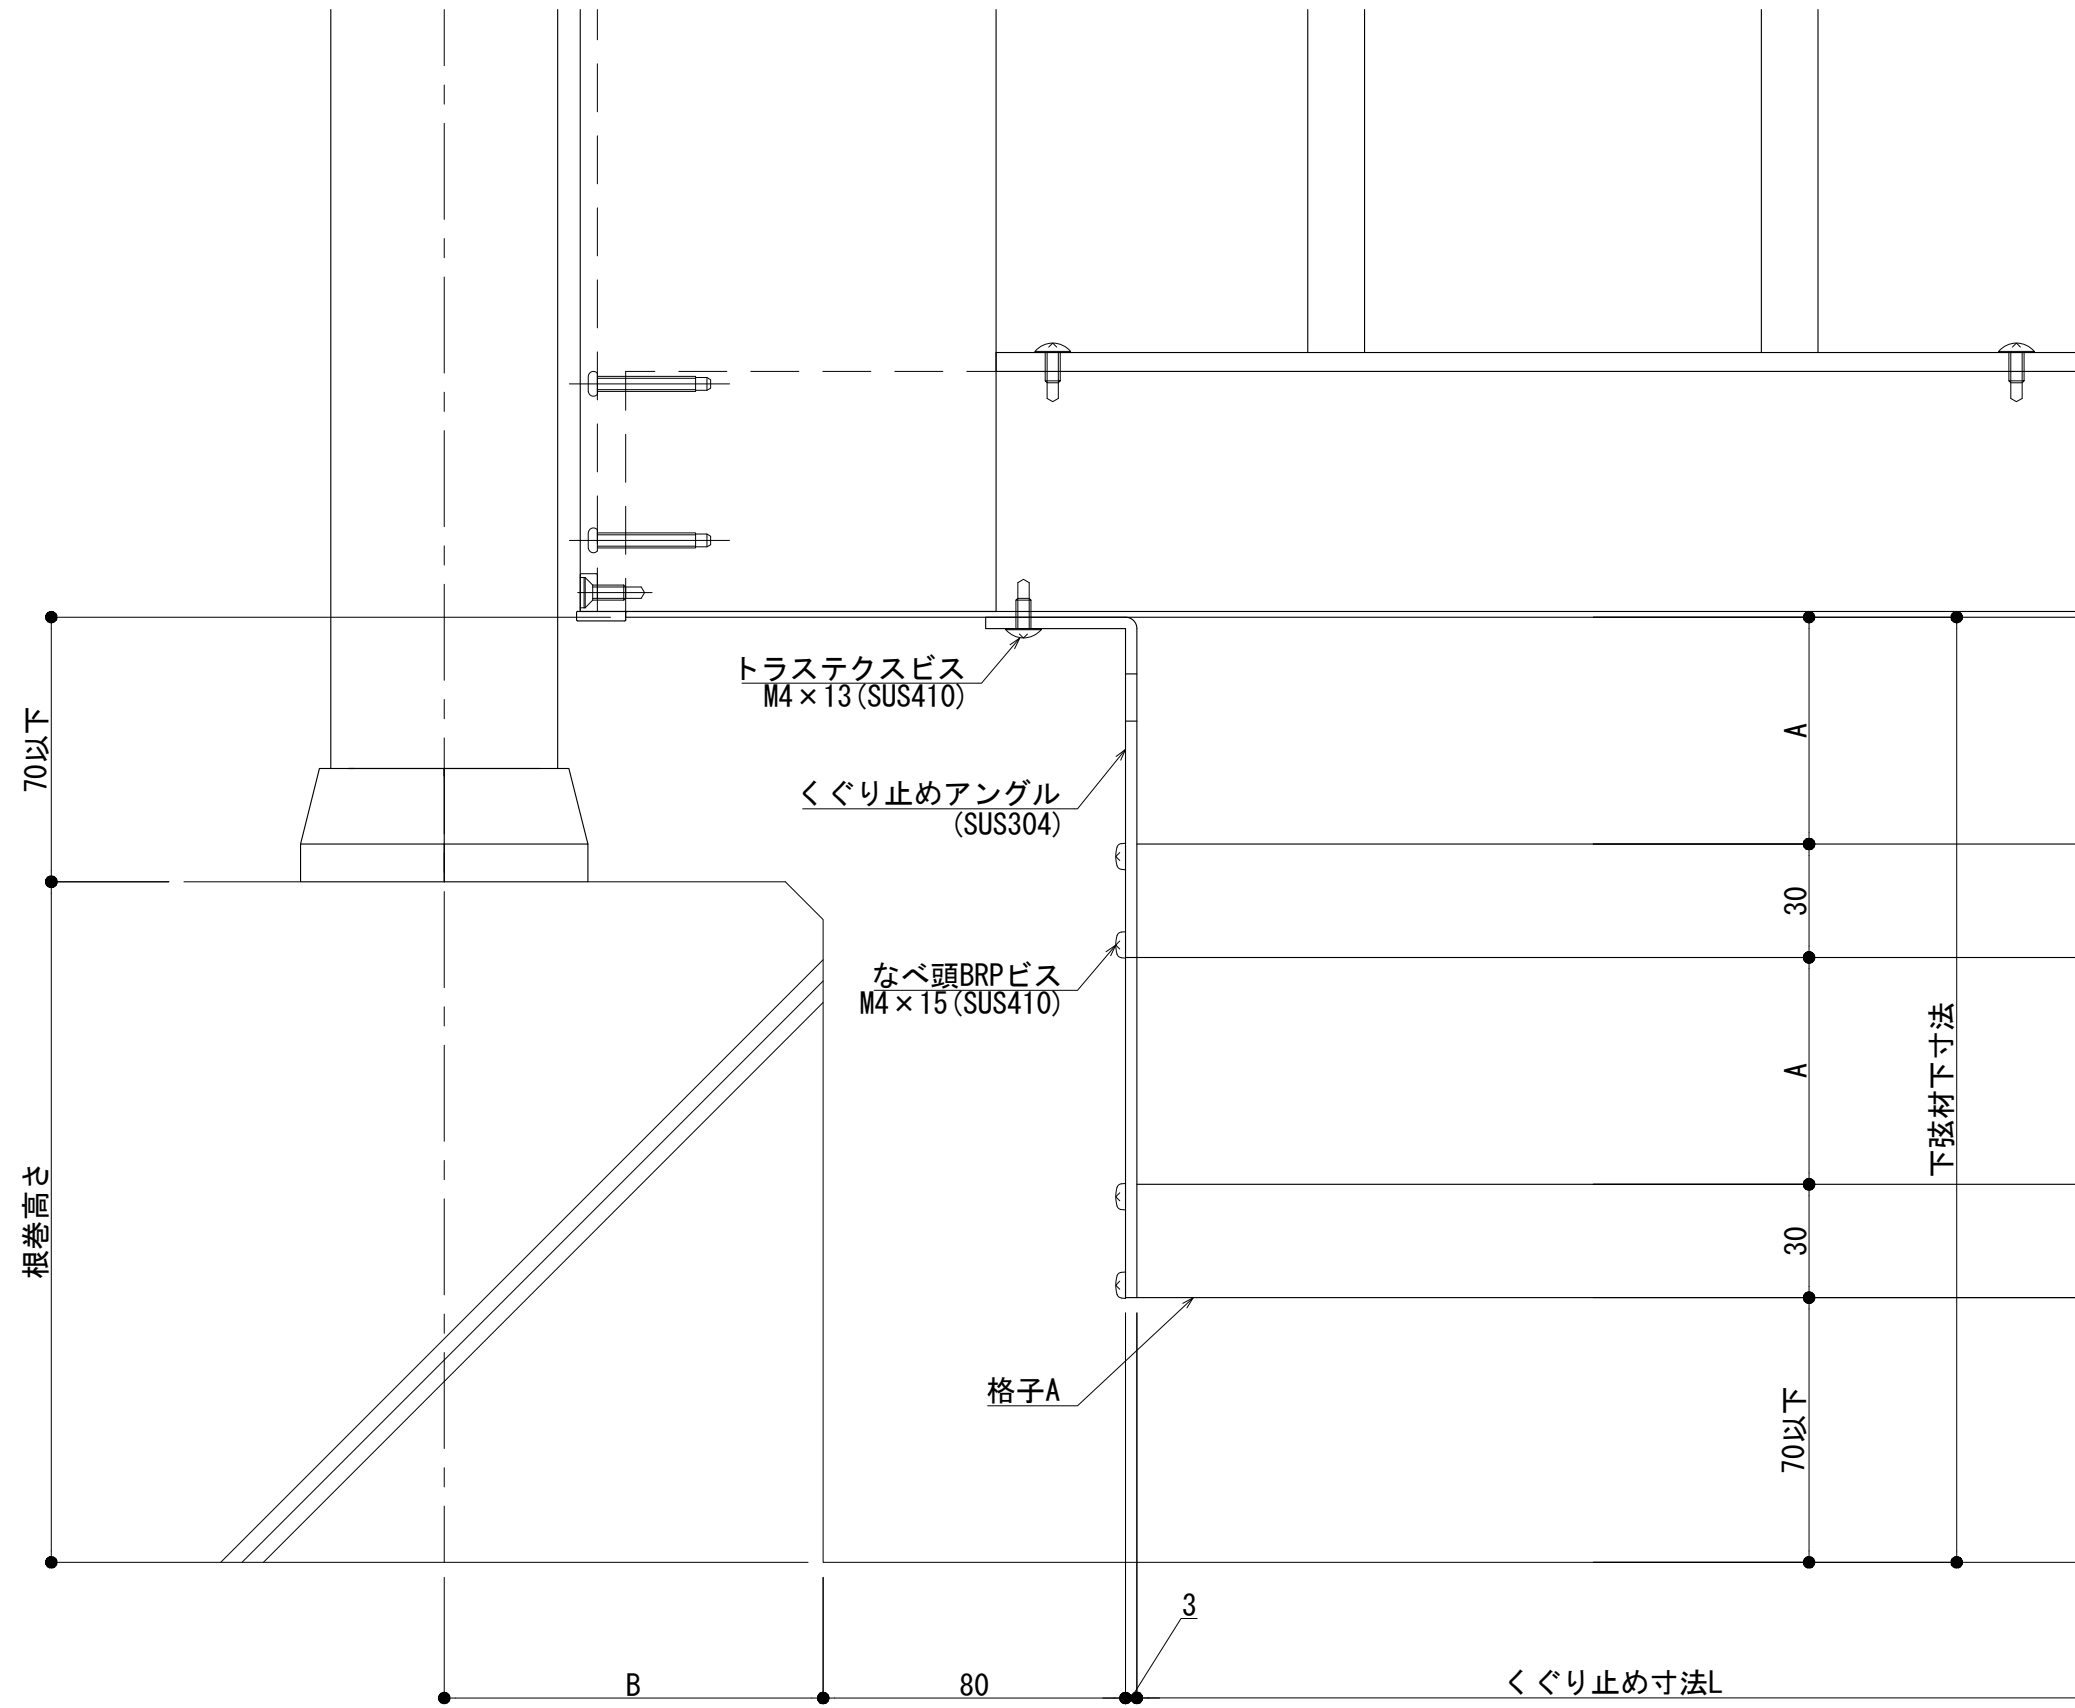 トラステクスビス
M4×13(SUS410)
70以下
A
くぐり止めアングル
(SUS304)
30
なべ頭BRPビス
M4×15(SUS410)
A
下弦材下寸法
根巻高さ
30
格子A
70以下
3
B
80
くぐり止め寸法L